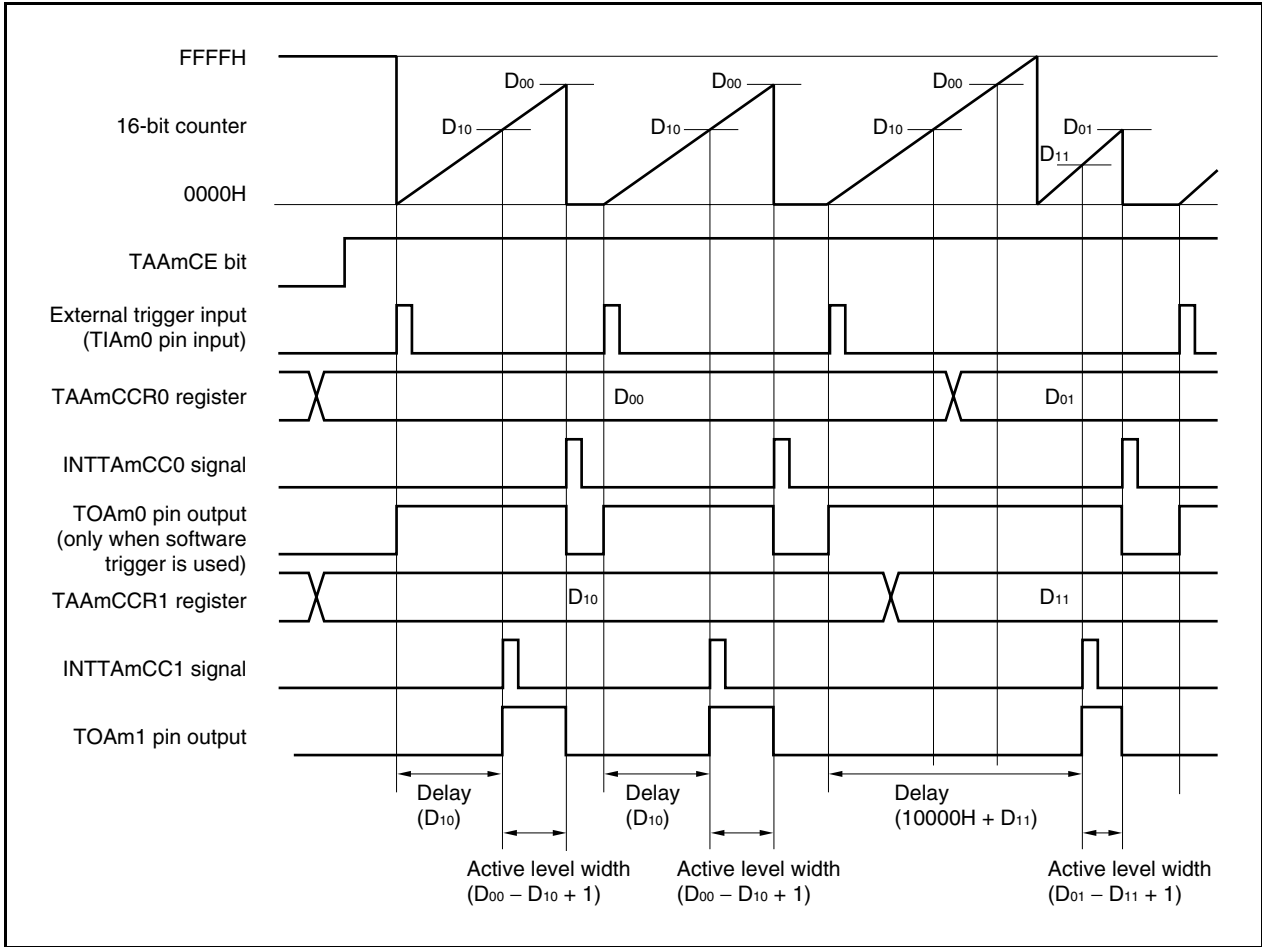 FFFFH
16-bit counter
0000H
D00
D10
D00
D10
D00
D10
D01
D11
TAAmCE bit
External trigger input
(TIAm0 pin input)
TAAmCCR0 register
D00
D01
INTTAmCC0 signal
TOAm0 pin output
(only when software
trigger is used)
TAAmCCR1 register
D10
D11
INTTAmCC1 signal
TOAm1 pin output
Delay
(D10)
Delay
(D10)
Delay
(10000H + D11)
Active level width
(D00 − D10 + 1)
Active level width
(D00 − D10 + 1)
Active level width
(D01 − D11 + 1)